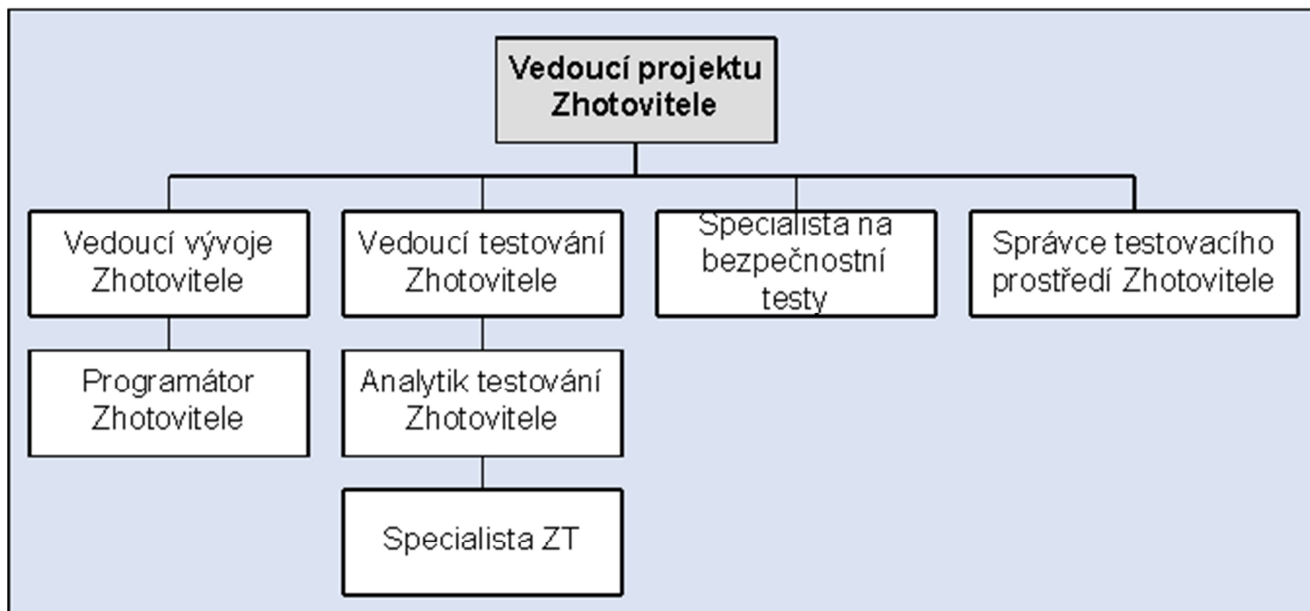 Vedoucí projektu
Zhotovitele
Vedoucí vývoje
Zhotovitele
Vedoucí testování
Zhotovitele
Specialista na
bezpečnostní
testy
Správce testovacího
prostředí Zhotovitele
Programátor
Zhotovitele
Analytik testování
Zhotovitele
Specialista ZT